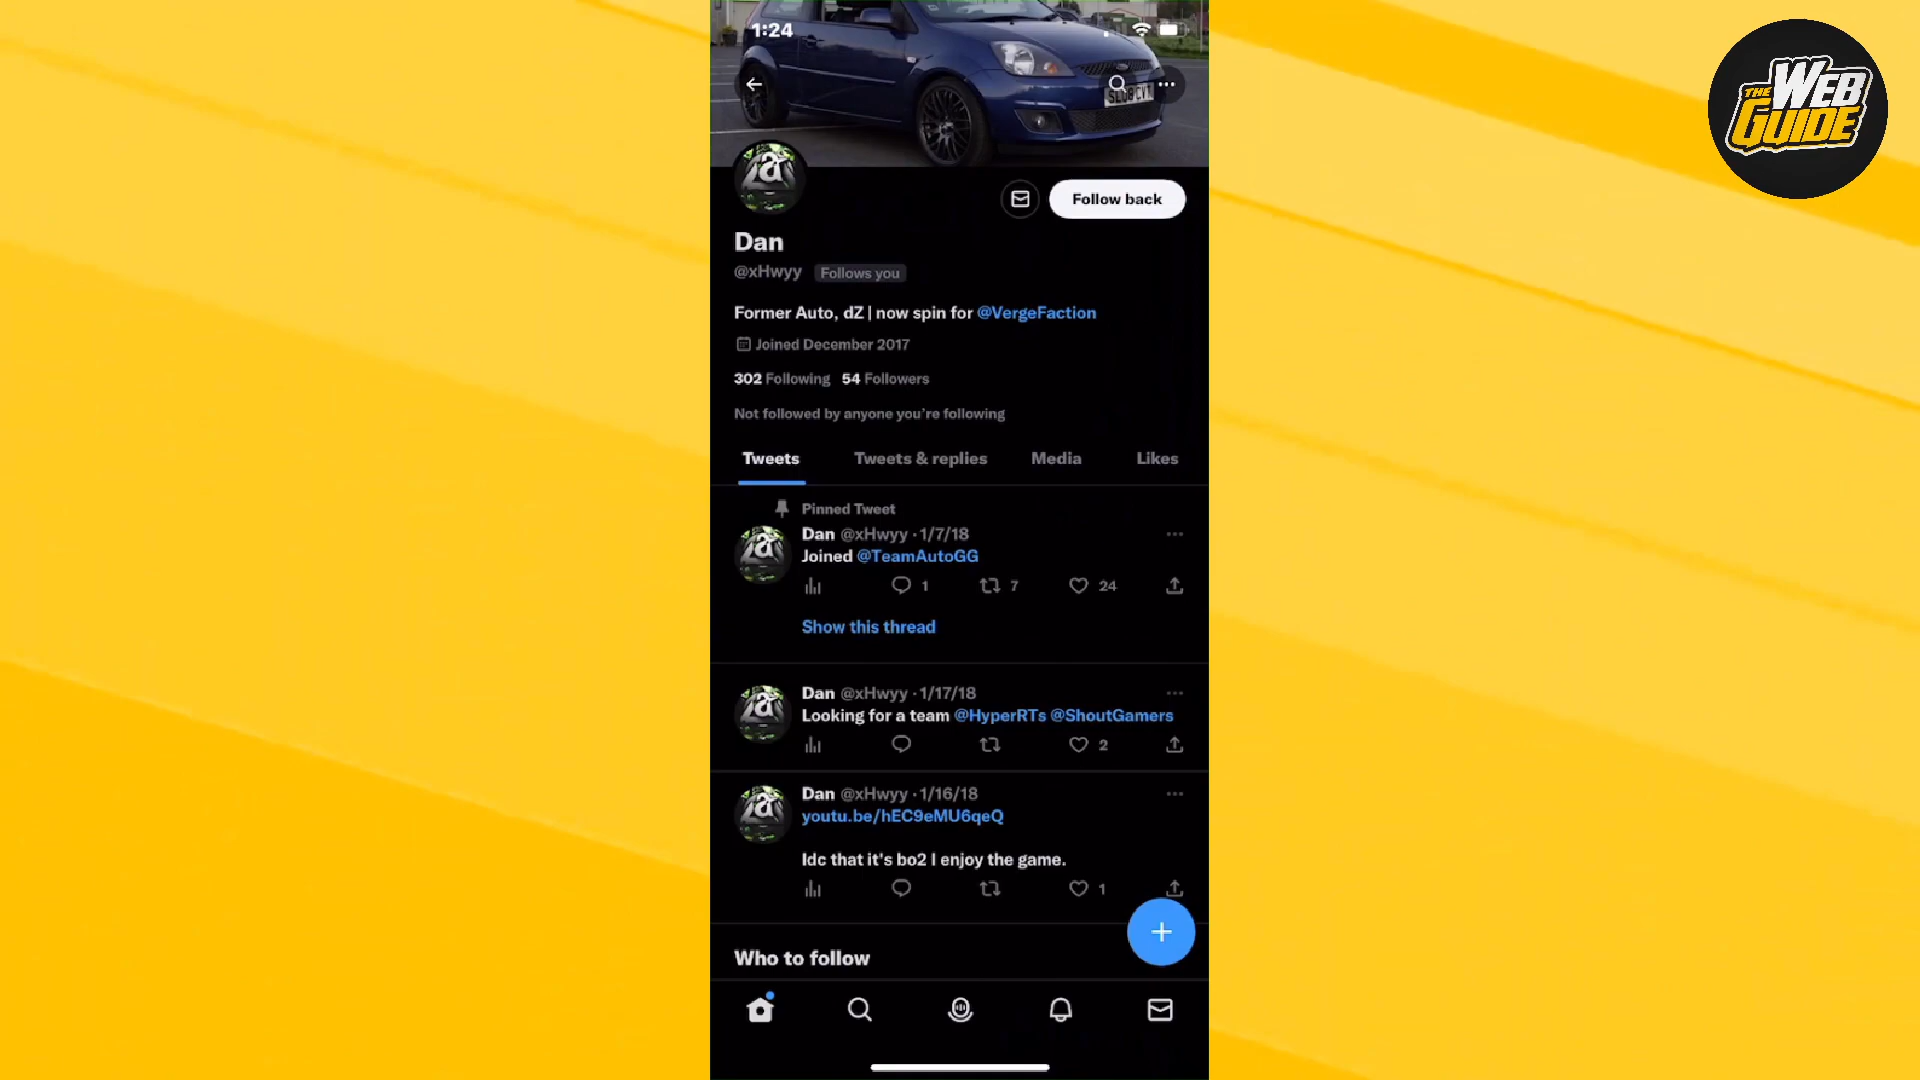 1:24
THE WEB
GUIDE
Follow back
Dan
@xHwyy Follows you
Former Auto, dZ | now spin for @VergeFaction
Joined December 2017
302 Following 54 Followers
Not followed by anyone you're following
Tweets Tweets & replies Media Likes
Pinned Tweet
Dan @xHwyy · 1/7/18
Joined @TeamAutoGG
1 7 24
Show this thread
Dan @xHwyy · 1/17/18
Looking for a team @HyperRTs @ShoutGamers
2
Dan @xHwyy · 1/16/18
youtu.be/hEC9eMU6qeQ
Idc that it's bo2 I enjoy the game.
1
Who to follow